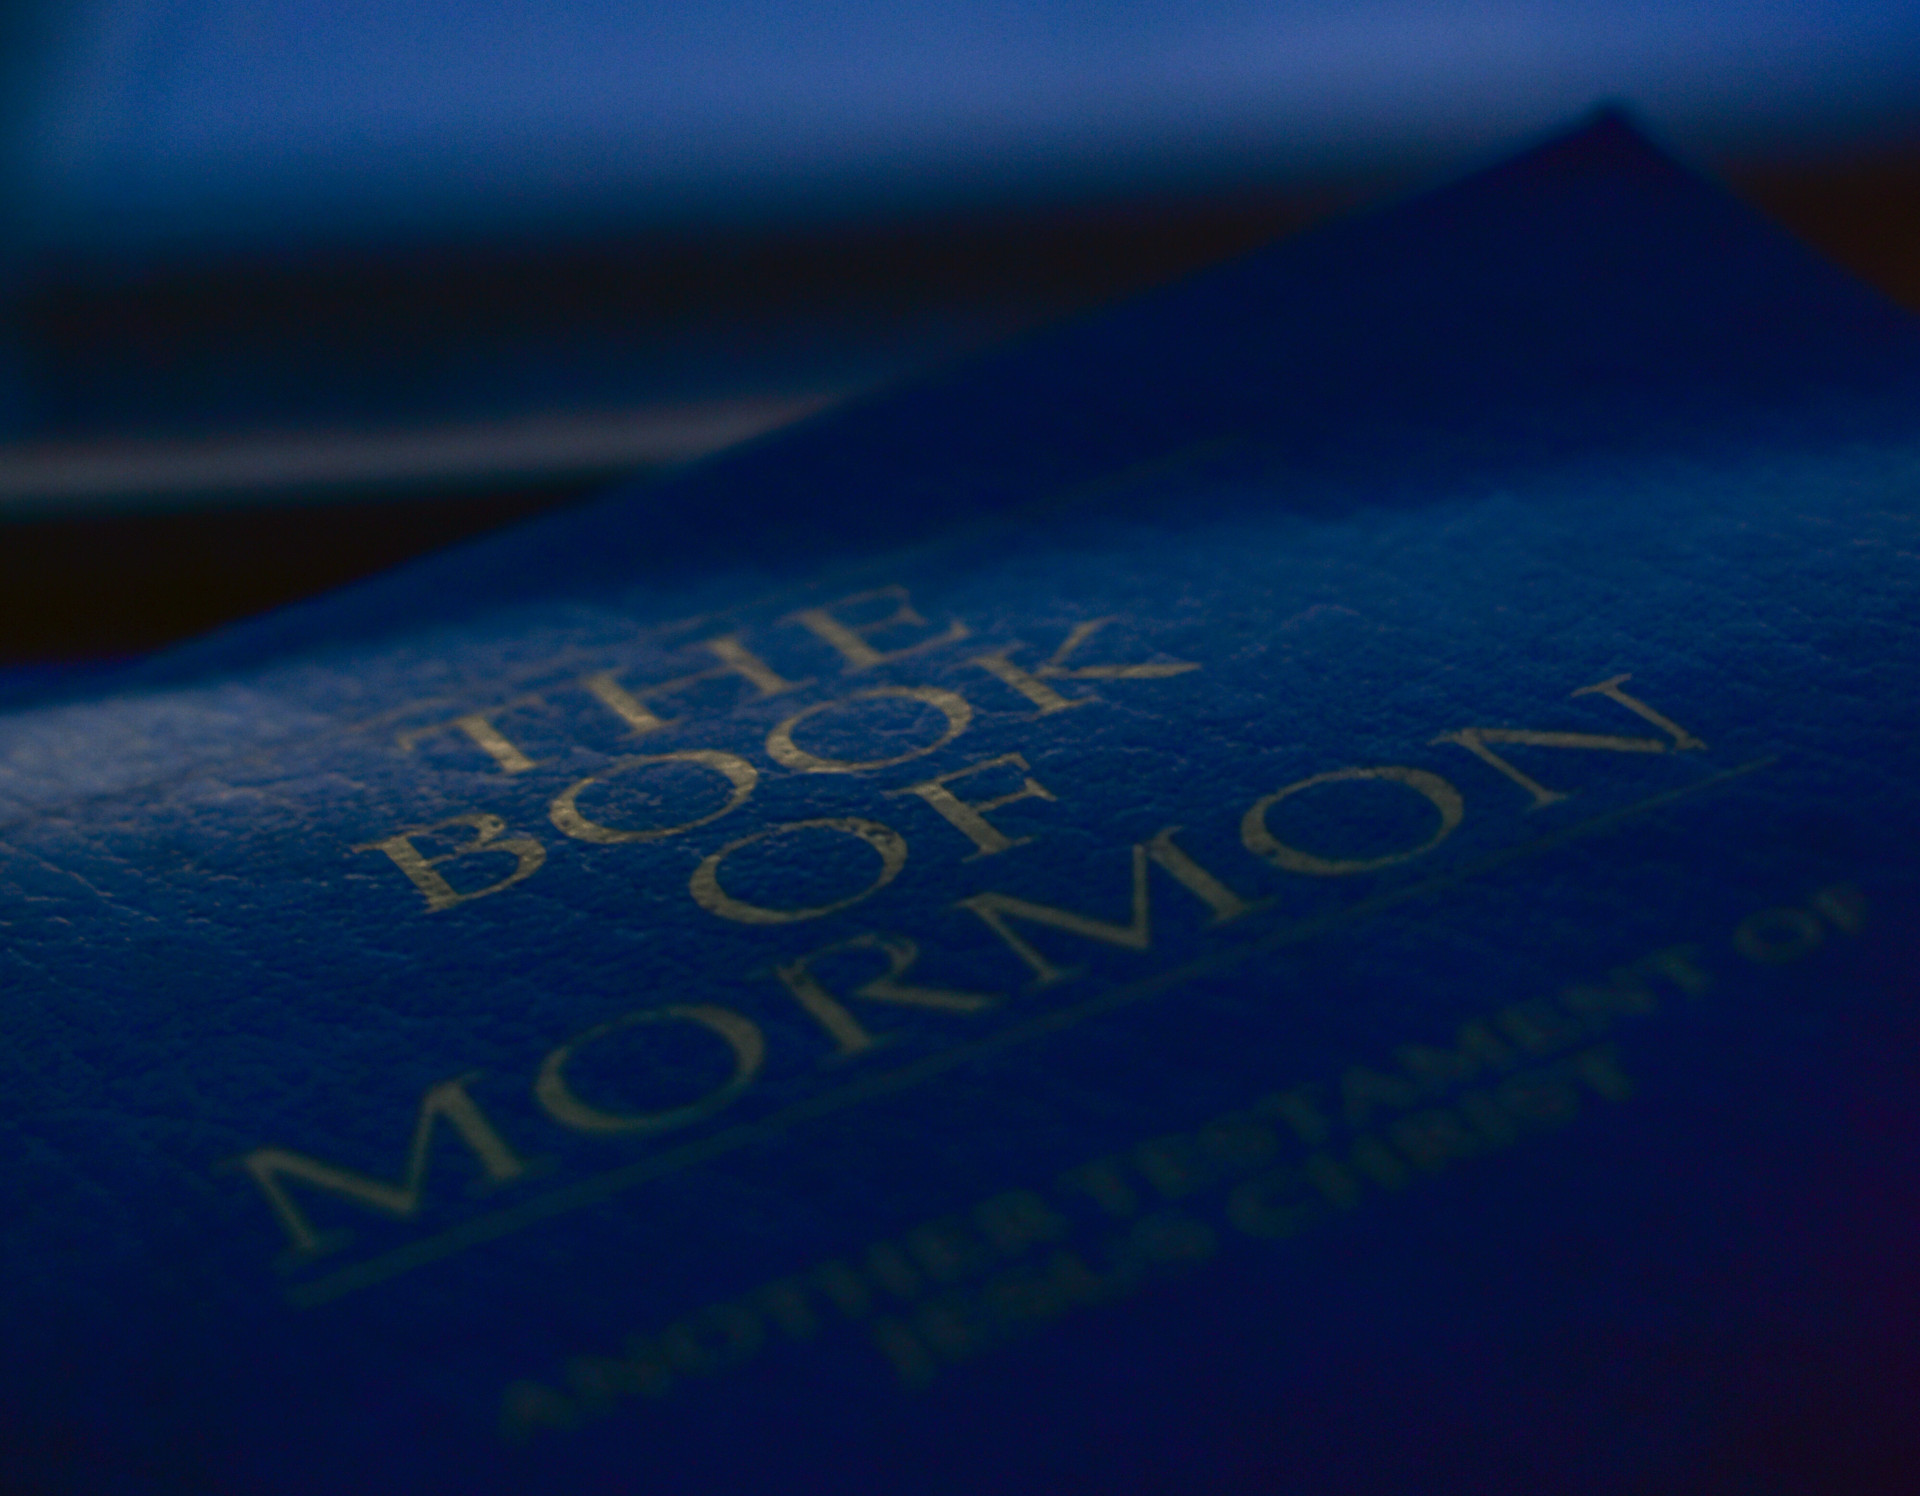 THE
BOOK
OF
MORMON
ANOTHER TESTAMENT OF
JESUS CHRIST